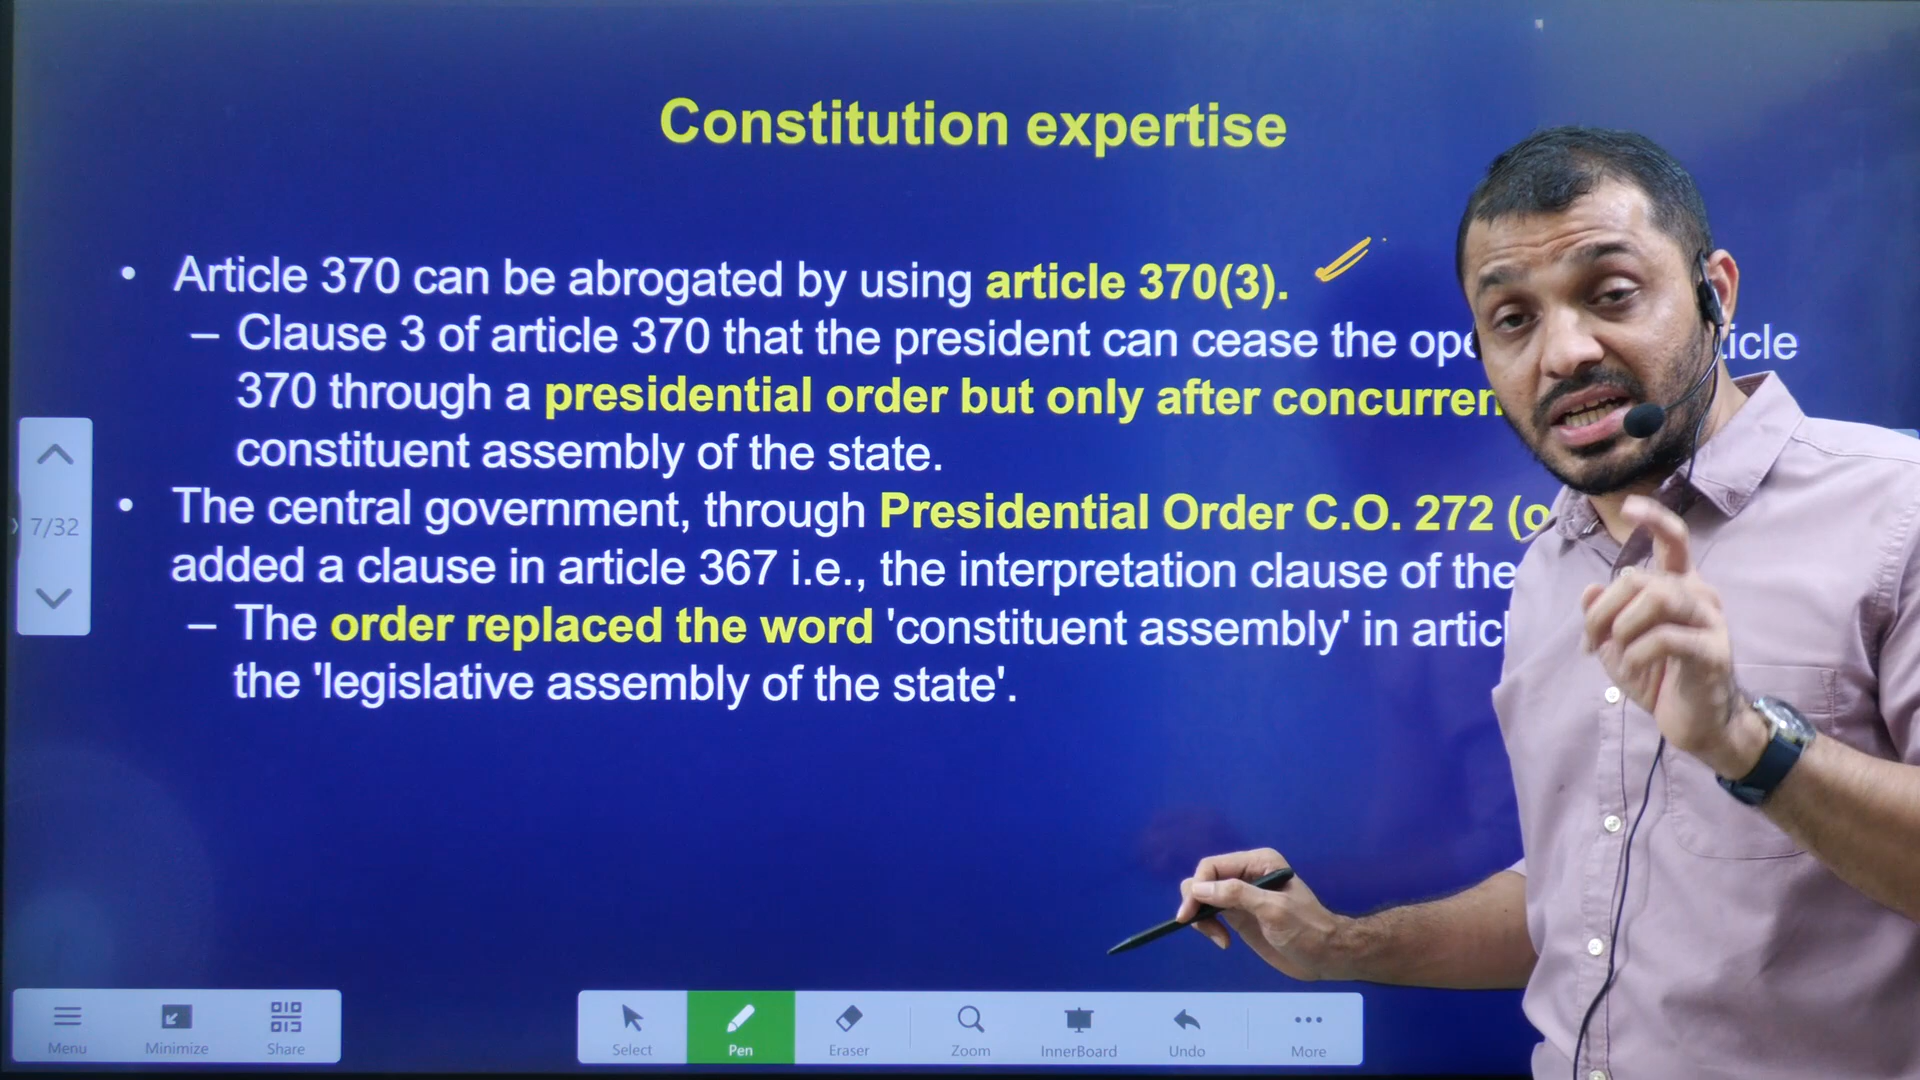 Constitution expertise
• Article 370 can be abrogated by using article 370(3).
– Clause 3 of article 370 that the president can cease the
370 through a presidential order but only after
constituent assembly of the state.
• The central government, through Presidential Order C.O. 272
added a clause in article 367 i.e., the interpretation clause of the
– The order replaced the word 'constituent assembly' in
the 'legislative assembly of the state'.
7/32
Menu
Minimize
Share
Select
Pen
Eraser
Zoom
InnerBoard
Undo
More